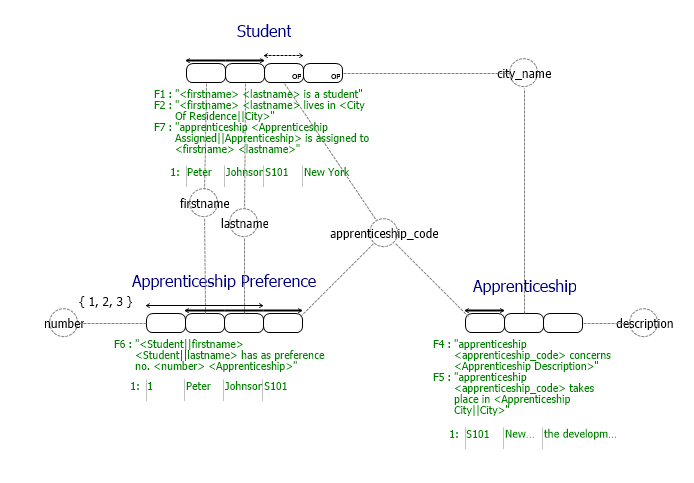 Student
OP OP
city_name
F1 : "<firstname> <lastname> is a student"
F2 : "<firstname> <lastname> lives in <City
Of Residence||City>"
F7 : "apprenticeship <Apprenticeship
Assigned||Apprenticeship> is assigned to
<firstname> <lastname>"
1: Peter Johnson S101 New York
firstname
lastname
apprenticeship_code
Apprenticeship Preference
Apprenticeship
{ 1, 2, 3 }
number
description
F6 : "<Student||firstname>
<Student||lastname> has as preference
no. <number> <Apprenticeship>"
1: 1 Peter Johnson S101
F4 : "apprenticeship
<apprenticeship_code> concerns
<Apprenticeship Description>"
F5 : "apprenticeship
<apprenticeship_code> takes
place in <Apprenticeship
City||City>"
1: S101 New... the developm...